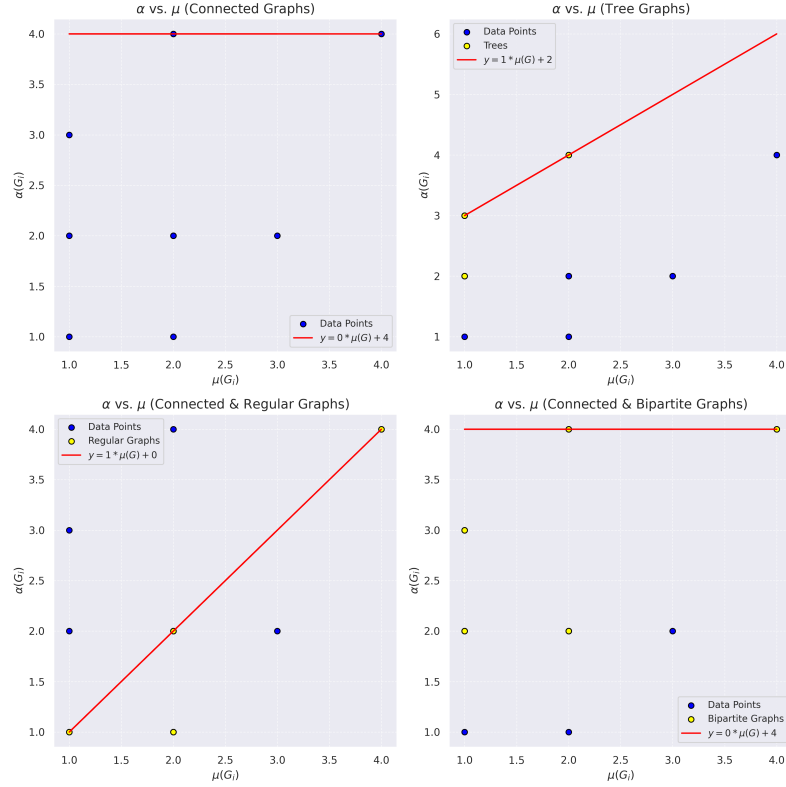 α vs. μ (Connected Graphs)
4.0
3.5
3.0
2.5
2.0
1.5
1.0
α(G_i)
Data Points
y = 0 * μ(G) + 4
1.0 1.5 2.0 2.5 3.0 3.5 4.0
μ(G_i)
α vs. μ (Tree Graphs)
6
5
4
3
2
1
α(G_i)
Data Points
Trees
y = 1 * μ(G) + 2
1.0 1.5 2.0 2.5 3.0 3.5 4.0
μ(G_i)
α vs. μ (Connected & Regular Graphs)
4.0
3.5
3.0
2.5
2.0
1.5
1.0
α(G_i)
Data Points
Regular Graphs
y = 1 * μ(G) + 0
1.0 1.5 2.0 2.5 3.0 3.5 4.0
μ(G_i)
α vs. μ (Connected & Bipartite Graphs)
4.0
3.5
3.0
2.5
2.0
1.5
1.0
α(G_i)
Data Points
Bipartite Graphs
y = 0 * μ(G) + 4
1.0 1.5 2.0 2.5 3.0 3.5 4.0
μ(G_i)